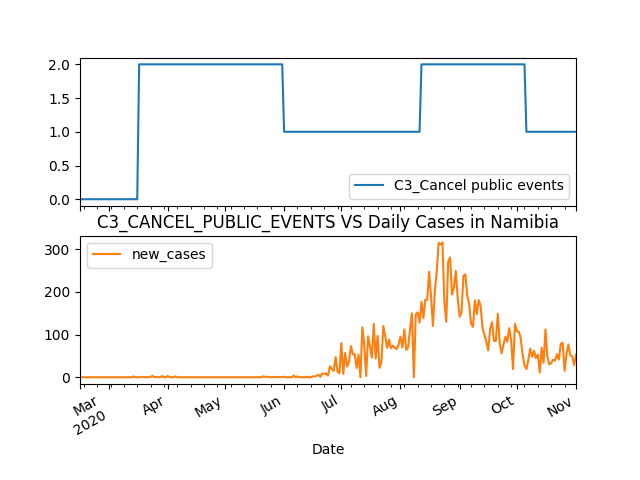 2.0
1.5
1.0
0.5
0.0
C3_Cancel public events
C3_CANCEL_PUBLIC_EVENTS VS Daily Cases in Namibia
300
200
100
0
new_cases
Mar
2020
Apr
May
Jun
Jul
Aug
Sep
Oct
Nov
Date